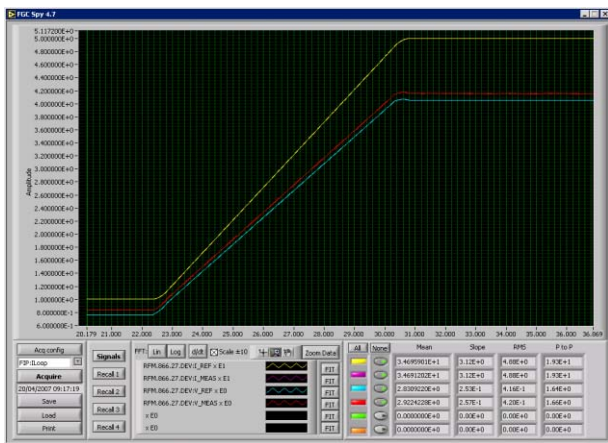 FGC Spy 4.7
5.117200E+0
5.000000E+0
4.800000E+0
4.600000E+0
4.400000E+0
4.200000E+0
4.000000E+0
3.800000E+0
3.600000E+0
3.400000E+0
3.200000E+0
3.000000E+0
2.800000E+0
2.600000E+0
2.400000E+0
2.200000E+0
2.000000E+0
1.800000E+0
1.600000E+0
1.400000E+0
1.200000E+0
1.000000E+0
8.000000E-1
6.000000E-1
Amplitude
20.179 21.000 22.000 23.000 24.000 25.000 26.000 27.000 28.000 29.000 30.000 31.000 32.000 33.000 34.000 35.000 36.869
Acq config
FIP:ILoop
Acquire
20/04/2007 09:17:19
Save
Load
Print
Signals
Recall 1
Recall 2
Recall 3
Recall 4
FFT: Lin Log d/dt Scale ±10 Zoom Data
RFM.866.27.DEV:I_REF x E1 FIT
RFM.866.27.DEV:I_MEAS x E1 FIT
RFM.866.27.DEV:V_REF x E0 FIT
RFM.866.27.DEV:V_MEAS x E0 FIT
x E0 FIT
x E0 FIT
All None Mean Slope RMS P to P
3.4695901E+1 3.12E+0 4.88E+0 1.93E+1
3.4691202E+1 3.12E+0 4.88E+0 1.93E+1
2.8309220E+0 2.53E-1 4.16E-1 1.64E+0
2.9224228E+0 2.57E-1 4.20E-1 1.66E+0
0.0000000E+0 0.00E+0 0.00E+0 0.00E+0
0.0000000E+0 0.00E+0 0.00E+0 0.00E+0